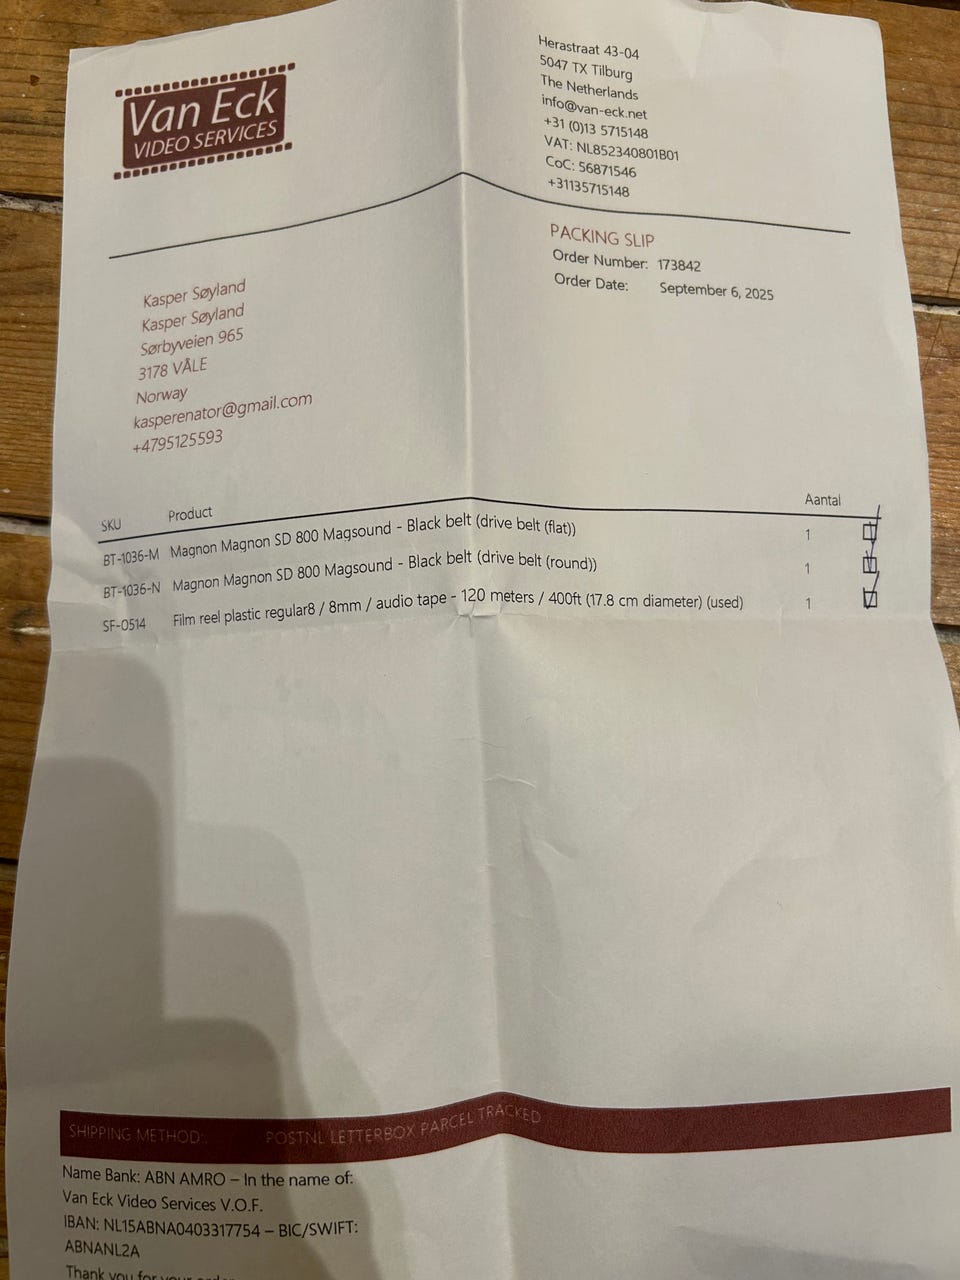 Van Eck
VIDEO SERVICES
Herastraat 43-04
5047 TX Tilburg
The Netherlands
info@van-eck.net
+31 (0)13 5715148
VAT: NL852340801B01
CoC: 56871546
+31135715148
PACKING SLIP
Order Number: 173842
Order Date: September 6, 2025
Kasper Søyland
Kasper Søyland
Sørbyveien 965
3178 VÅLE
Norway
kasperenator@gmail.com
+4795125593
SKU Product Aantal
BT-1036-M Magnon Magnon SD 800 Magsound - Black belt (drive belt (flat)) 1
BT-1036-N Magnon Magnon SD 800 Magsound - Black belt (drive belt (round)) 1
SF-0514 Film reel plastic regular8 / 8mm / audio tape - 120 meters / 400ft (17.8 cm diameter) (used) 1
SHIPPING METHOD: POSTNL LETTERBOX PARCEL TRACKED
Name Bank: ABN AMRO – In the name of:
Van Eck Video Services V.O.F.
IBAN: NL15ABNA0403317754 – BIC/SWIFT:
ABNANL2A
Thank you for your order